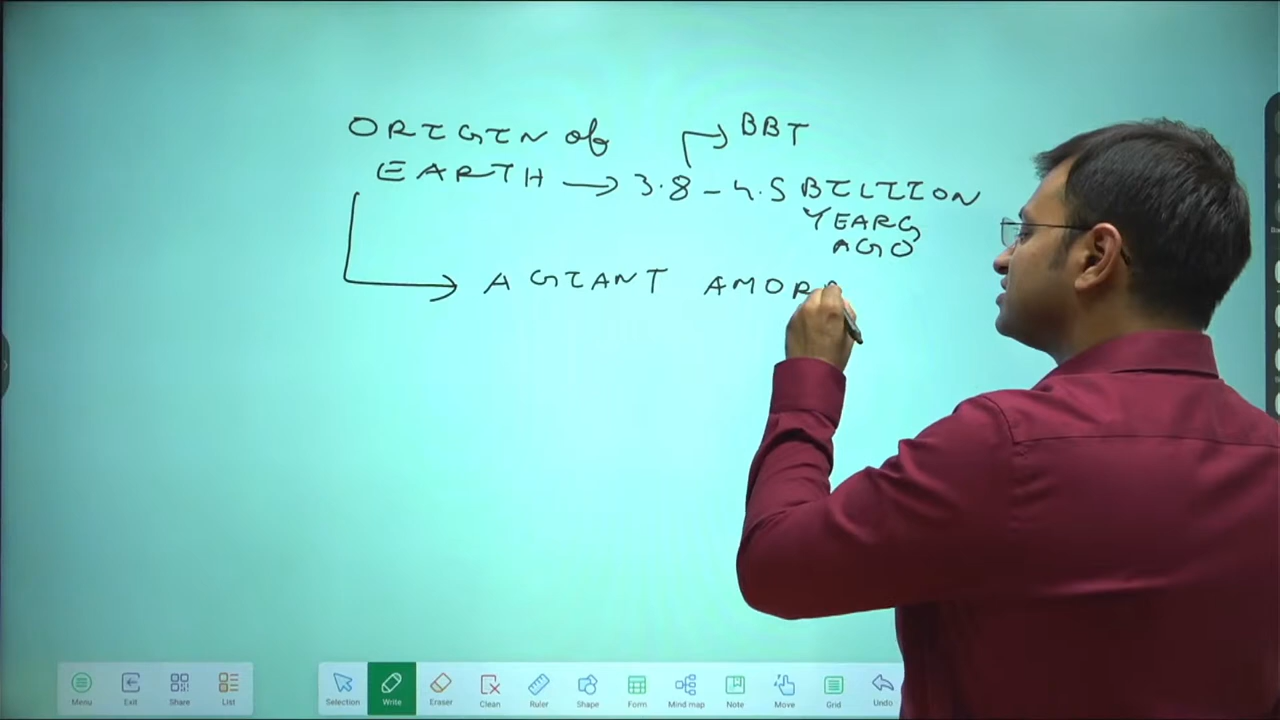 ORIGIN of
EARTH → 3.8 - 4.5 BILLION
YEARS
AGO
→ BBT
→ A GIANT AMORP
Menu Exit Share List Selection Write Eraser Clean Ruler Shape Form Mind map Note Move Grid Undo